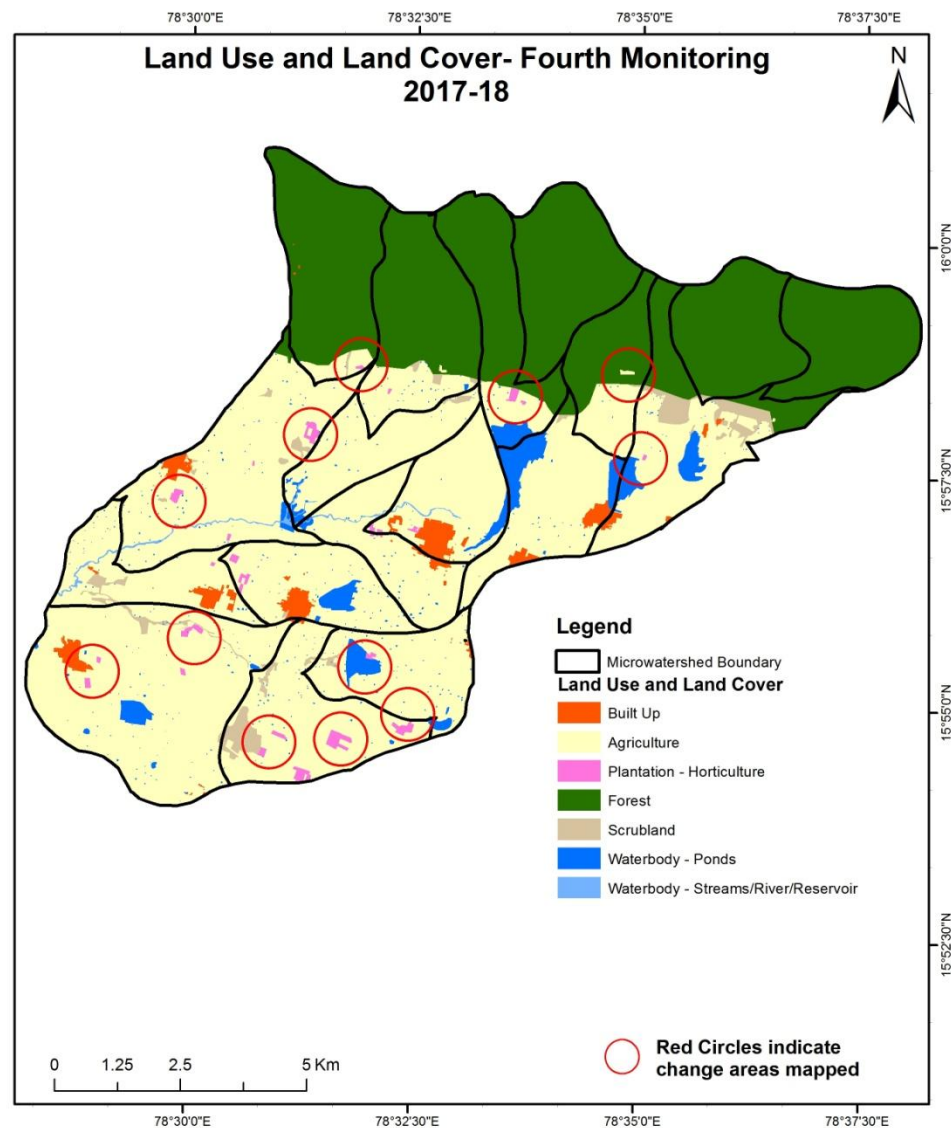 78°30'0"E 78°32'30"E 78°35'0"E 78°37'30"E
Land Use and Land Cover- Fourth Monitoring
2017-18
N
16°0'0"N
15°57'30"N
15°5'0"N
15°52'30"N
Legend
Microwatershed Boundary
Land Use and Land Cover
Built Up
Agriculture
Plantation - Horticulture
Forest
Scrubland
Waterbody - Ponds
Waterbody - Streams/River/Reservoir
0 1.25 2.5 5 Km
Red Circles indicate
change areas mapped
78°30'0"E 78°32'30"E 78°35'0"E 78°37'30"E